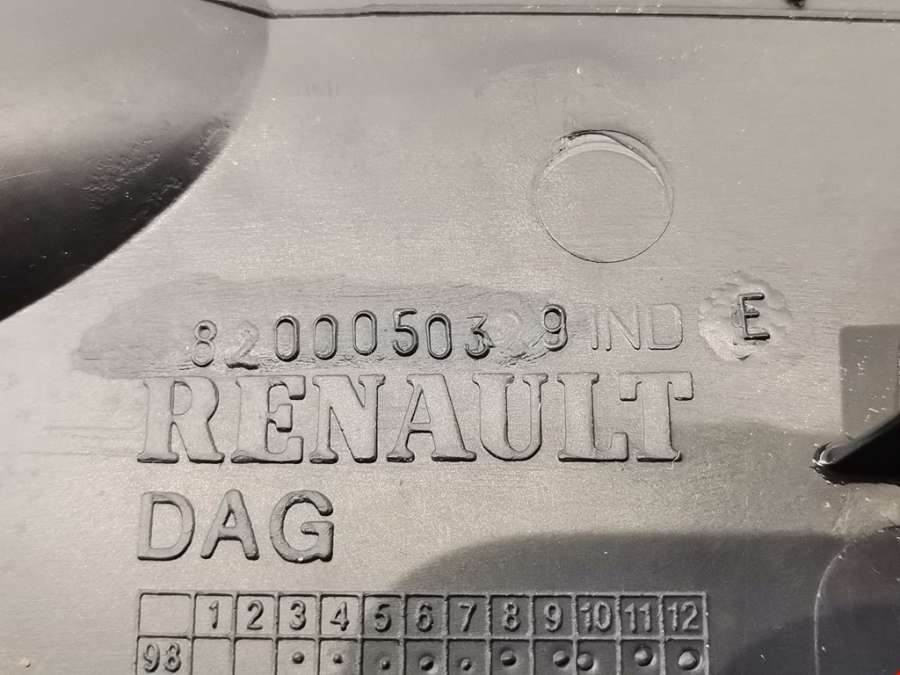 82000503 9 IND E
RENAULT
DAG
1 2 3 4 5 6 7 8 9 10 11 12
98